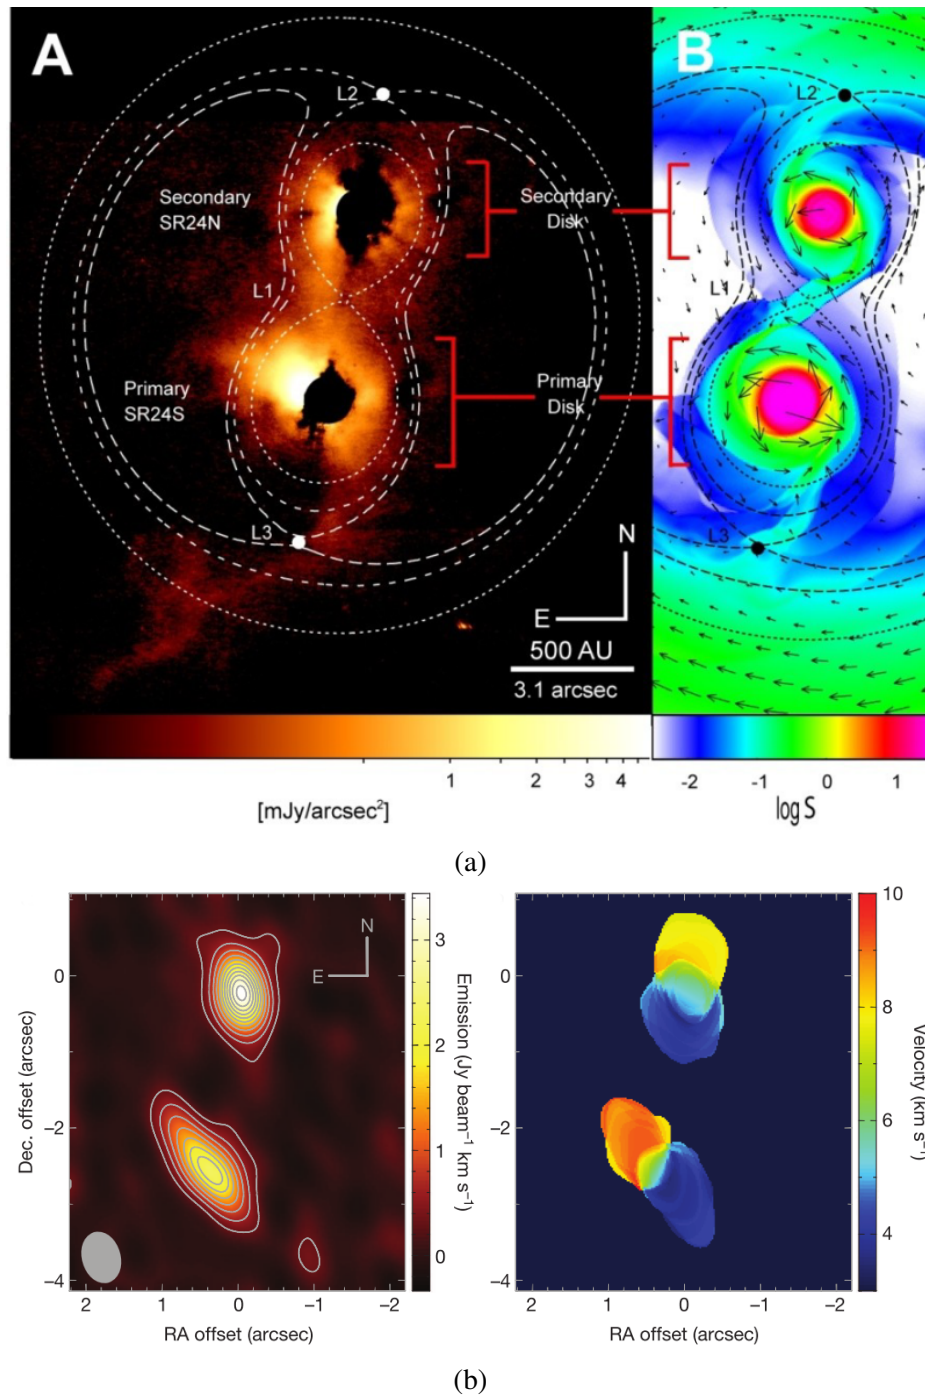 A
B
L2
L2
Secondary
SR24N
Secondary
Disk
L1
L1
Primary
SR24S
Primary
Disk
L3
L3
N
E
500 AU
3.1 arcsec
1 2 3 4
-2 -1 0 1
[mJy/arcsec²]
log S
(a)
N
E
0
−2
−4
Dec. offset (arcsec)
2 1 0 −1 −2
RA offset (arcsec)
3
2
1
0
Emission (Jy beam⁻¹ km s⁻¹)
2 1 0 −1 −2
RA offset (arcsec)
10
8
6
4
Velocity (km s⁻¹)
(b)